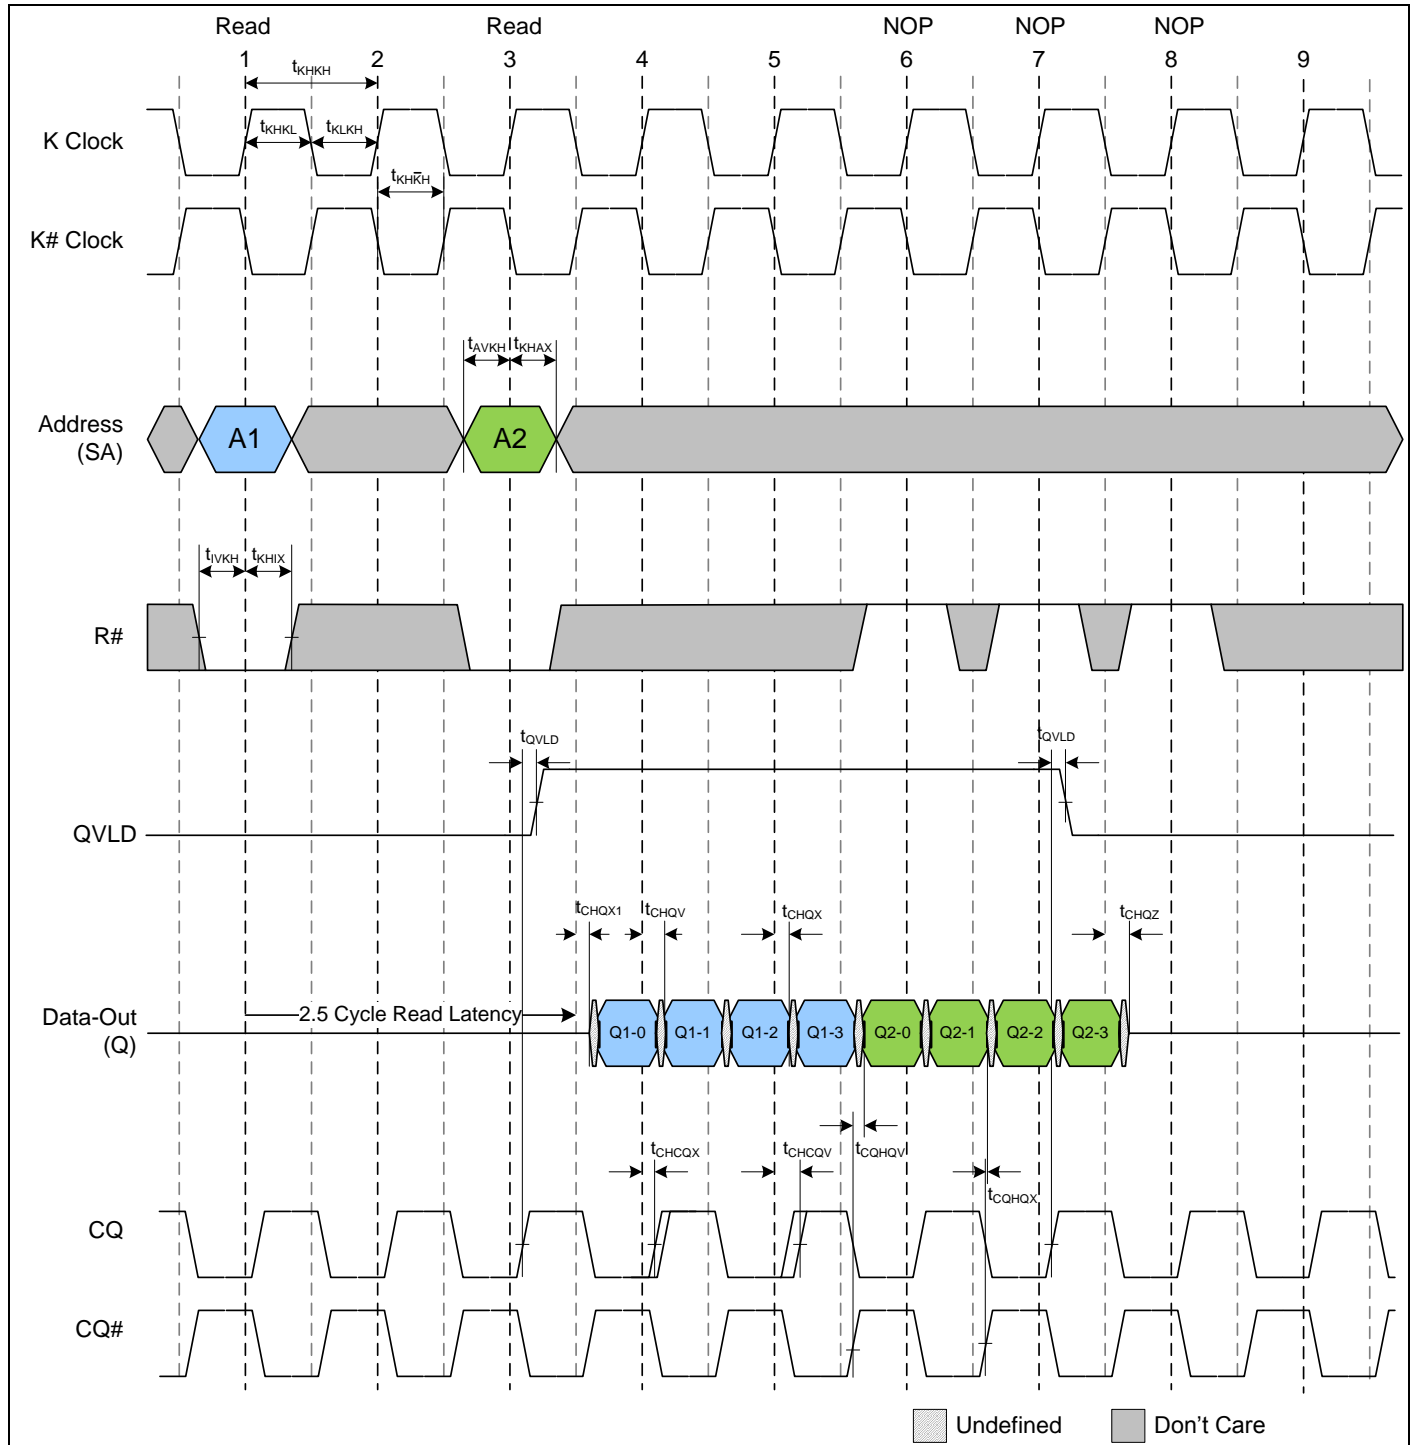 Read Read NOP NOP NOP
1 2 3 4 5 6 7 8 9
tKHKH
K Clock
tKHKL tKLKH
tKHK̅H
K# Clock
tAVKH tKHAX
Address
(SA)
A1 A2
tIVKH tKHIX
R#
tQVLD tQVLD
QVLD
tCHQX1 tCHQV tCHQX tCHQZ
Data-Out
(Q)
2.5 Cycle Read Latency
Q1-0 Q1-1 Q1-2 Q1-3 Q2-0 Q2-1 Q2-2 Q2-3
tCHCQX tCHCQV tCQHQV
tCQHQX
CQ
CQ#
Undefined Don't Care